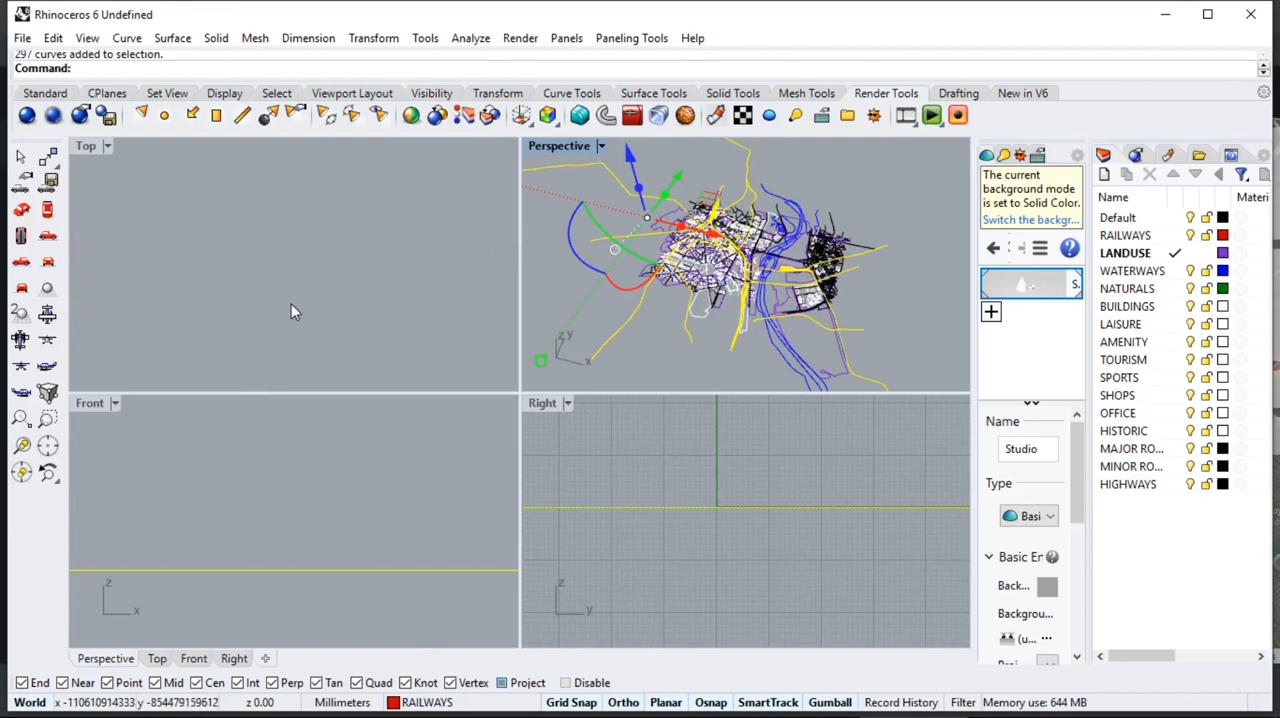 Rhinoceros 6 Undefined
File Edit View Curve Surface Solid Mesh Dimension Transform Tools Analyze Render Panels Paneling Tools Help
297 curves added to selection.
Command:
Standard CPlanes Set View Display Select Viewport Layout Visibility Transform Curve Tools Surface Tools Solid Tools Mesh Tools Render Tools Drafting New in V6
Top
Perspective
z y
x
Front
z
x
Right
z
y
The current
background mode
is set to Solid Color.
Switch the backgr...
S.
Name
Studio
Type
Basi
Basic En
Back...
Backgrou...
(u... ...
Name Materi
Default
RAILWAYS
LANDUSE
WATERWAYS
NATURALS
BUILDINGS
LAISURE
AMENITY
TOURISM
SPORTS
SHOPS
OFFICE
HISTORIC
MAJOR RO...
MINOR RO...
HIGHWAYS
Perspective Top Front Right
End Near Point Mid Cen Int Perp Tan Quad Knot Vertex Project Disable
World x -110610914333 y -854479159612 z 0.00 Millimeters RAILWAYS Grid Snap Ortho Planar Osnap SmartTrack Gumball Record History Filter Memory use: 644 MB